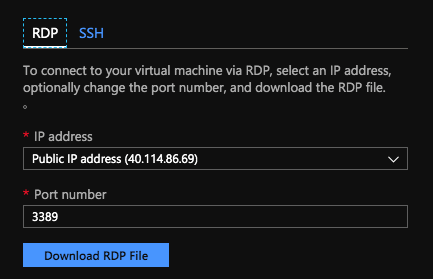 RDP SSH
To connect to your virtual machine via RDP, select an IP address,
optionally change the port number, and download the RDP file.
* IP address
Public IP address (40.114.86.69)
* Port number
3389
Download RDP File